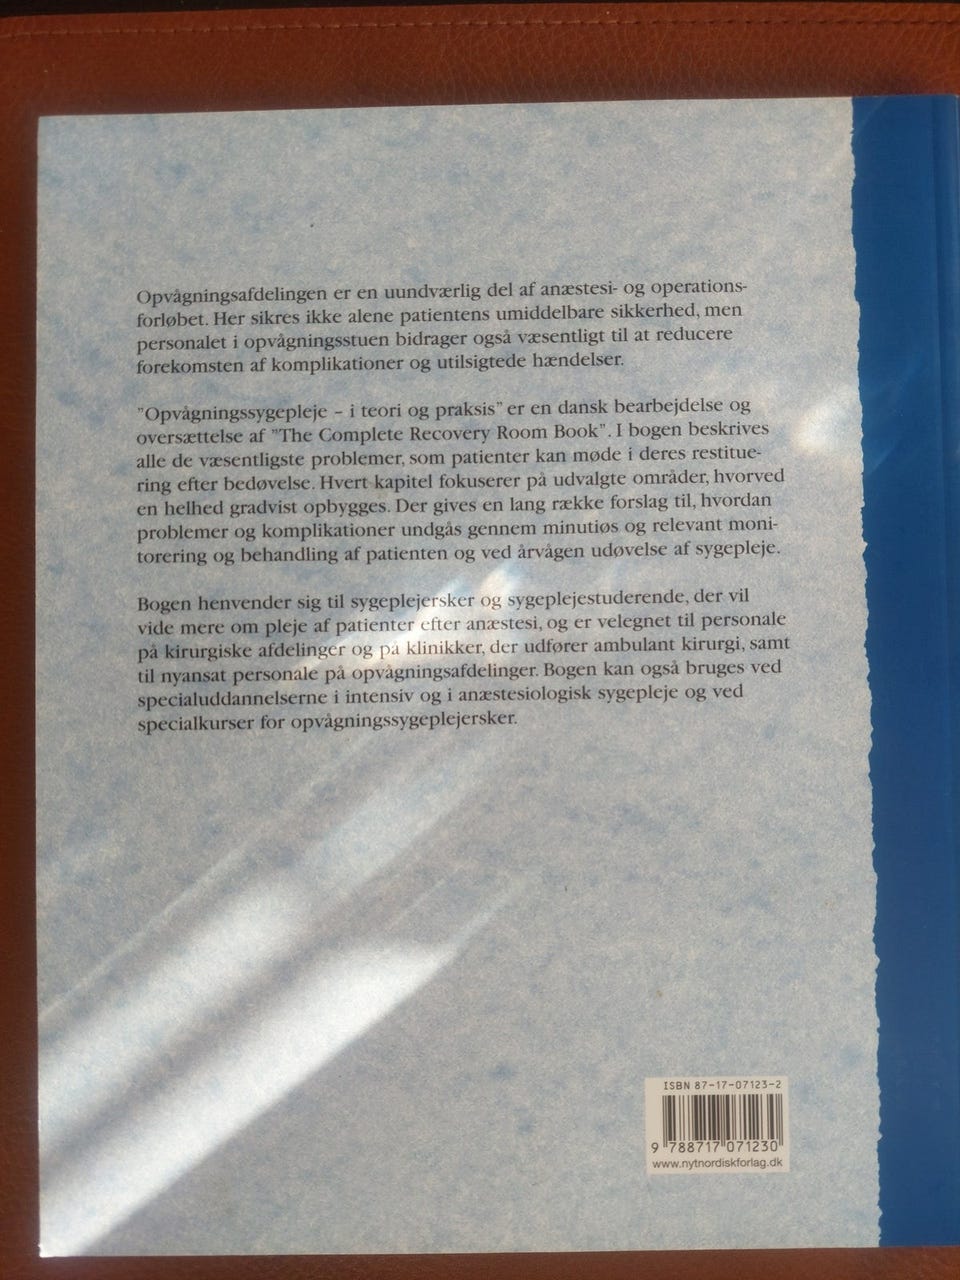 Opvågningsafdelingen er en uundværlig del af anæstesi- og operations-
forløbet. Her sikres ikke alene patientens umiddelbare sikkerhed, men
personalet i opvågningsstuen bidrager også væsentligt til at reducere
forekomsten af komplikationer og utilsigtede hændelser.
"Opvågningssygepleje – i teori og praksis" er en dansk bearbejdelse og
oversættelse af "The Complete Recovery Room Book". I bogen beskrives
alle de væsentligste problemer, som patienter kan møde i deres restitue-
ring efter bedøvelse. Hvert kapitel fokuserer på udvalgte områder, hvorved
en helhed gradvist opbygges. Der gives en lang række forslag til, hvordan
problemer og komplikationer undgås gennem minutiøs og relevant moni-
torering og behandling af patienten og ved årvågen udøvelse af sygepleje.
Bogen henvender sig til sygeplejersker og sygeplejestuderende, der vil
vide mere om pleje af patienter efter anæstesi, og er velegnet til personale
på kirurgiske afdelinger og på klinikker, der udfører ambulant kirurgi, samt
til nyansat personale på opvågningsafdelinger. Bogen kan også bruges ved
specialuddannelserne i intensiv og i anæstesiologisk sygepleje og ved
specialkurser for opvågningssygeplejersker.
ISBN 87-17-07123-2
9 788717 071230
www.nytnordiskforlag.dk